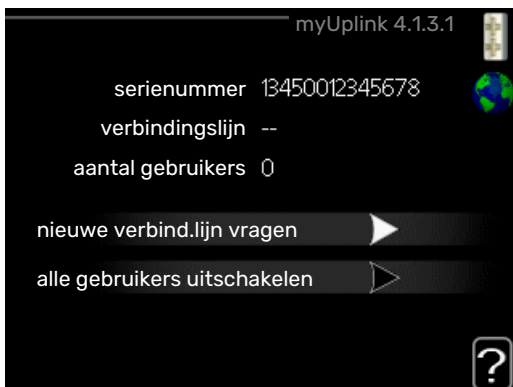 myUplink 4.1.3.1
serienummer 13450012345678
verbindingslijn --
aantal gebruikers 0
nieuwe verbind.lijn vragen
alle gebruikers uitschakelen
?